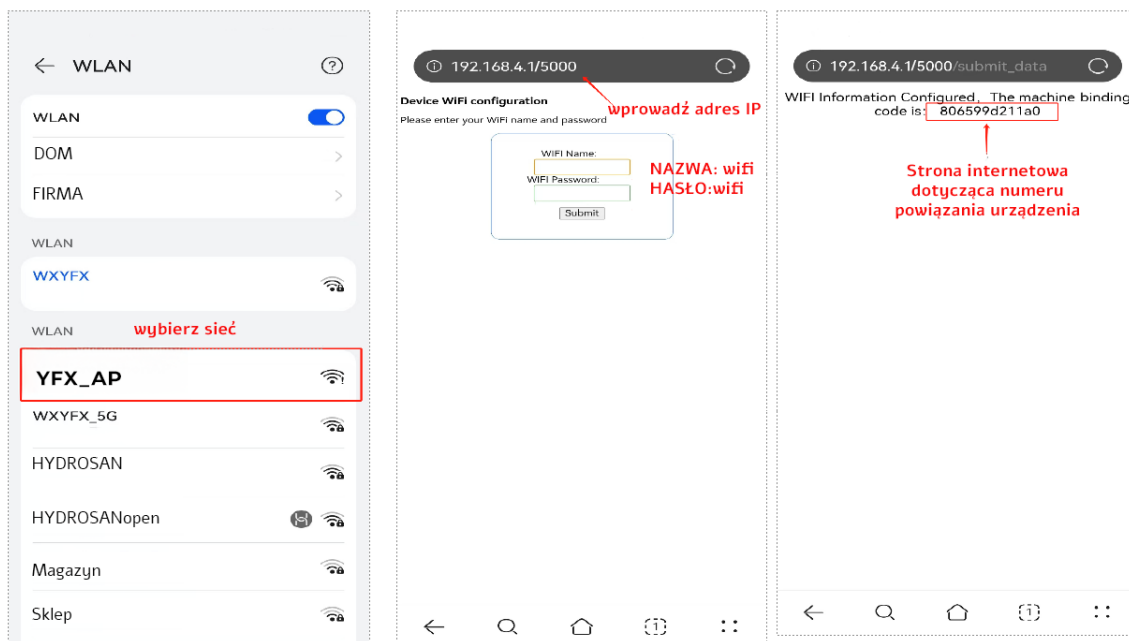 WLAN
WLAN
DOM
FIRMA
WLAN
WXYFX
WLAN
wybierz sieć
YFX_AP
WXYFX_5G
HYDROSAN
HYDROSANopen
Magazyn
Sklep
192.168.4.1/5000
wprowadź adres IP
Device WiFi configuration
Please enter your WiFi name and password
WIFI Name:
WIFI Password:
Submit
NAZWA: wifi
HASŁO:wifi
1
192.168.4.1/5000/submit_data
WIFI Information Configured, The machine binding
code is: 806599d211a0
Strona internetowa
dotycząca numeru
powiązania urządzenia
1